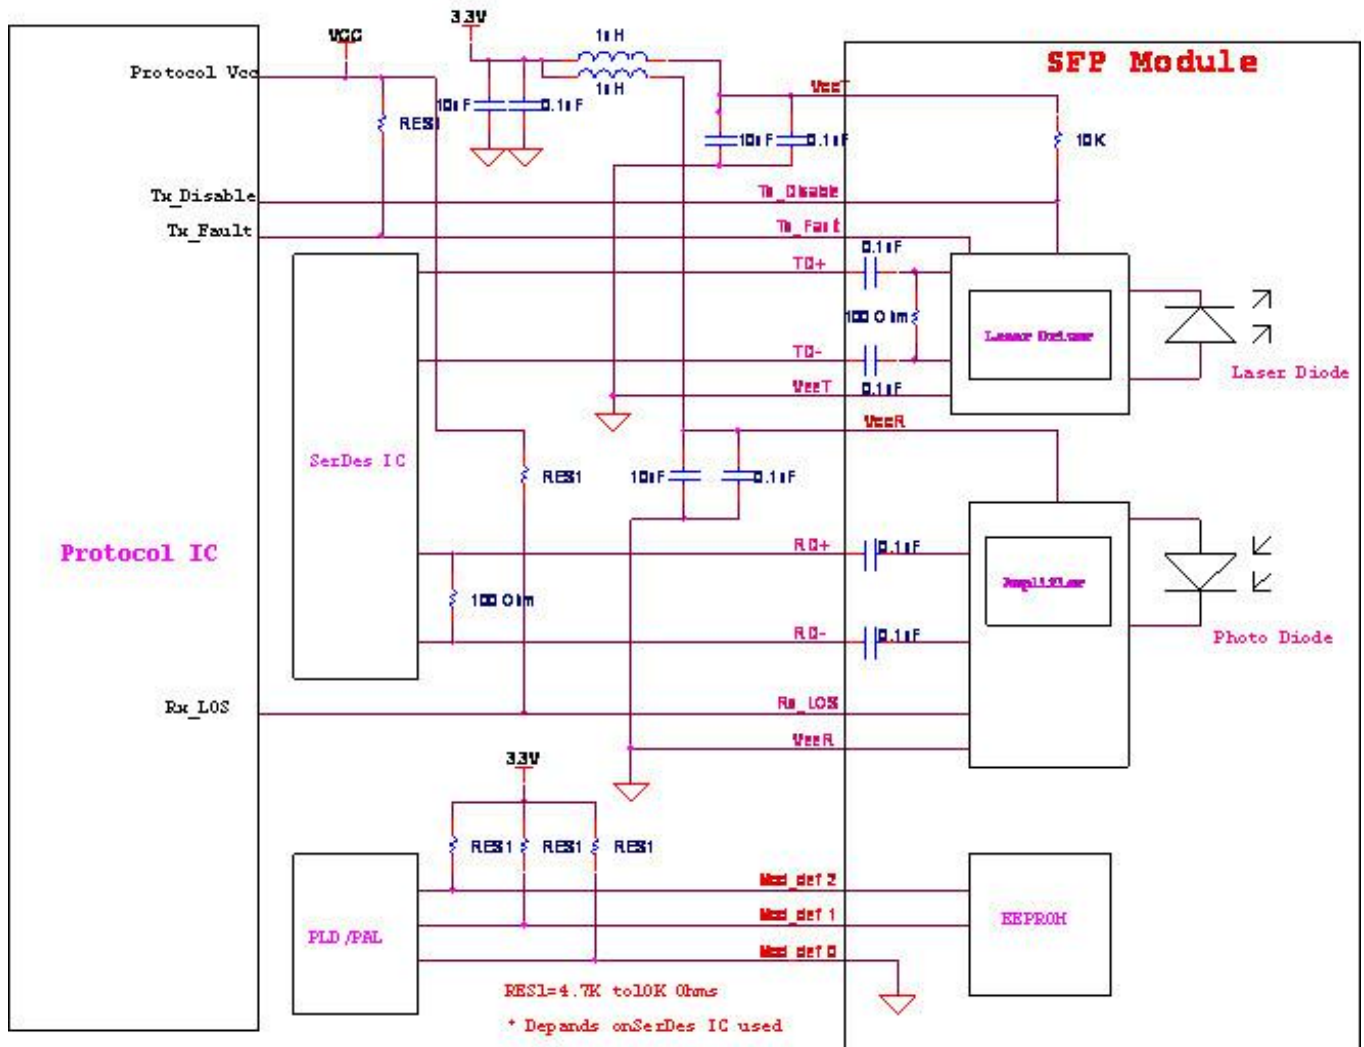 3.3V
VCC
1uH
SFP Module
Protocol Vcc
1uH
VccT
10uF
0.1uF
RES1
10uF
0.1uF
10K
Tx_Disable
Tx_Disable
Tx_Fault
0.1uF
TD+
100 Ohm
Laser Driver
TD-
Laser Diode
VeeT
0.1uF
SerDes IC
RES1
10uF
0.1uF
Protocol IC
RD+
0.1uF
Amplifier
100 Ohm
RD-
0.1uF
Photo Diode
Rx_LOS
Rx_LOS
VeeR
3.3V
RES1
RES1
RES1
Mod_def 2
Mod_def 1
EEPROM
PLD/PAL
Mod_def 0
RES1=4.7K to10K Ohms
* Depands onSerDes IC used